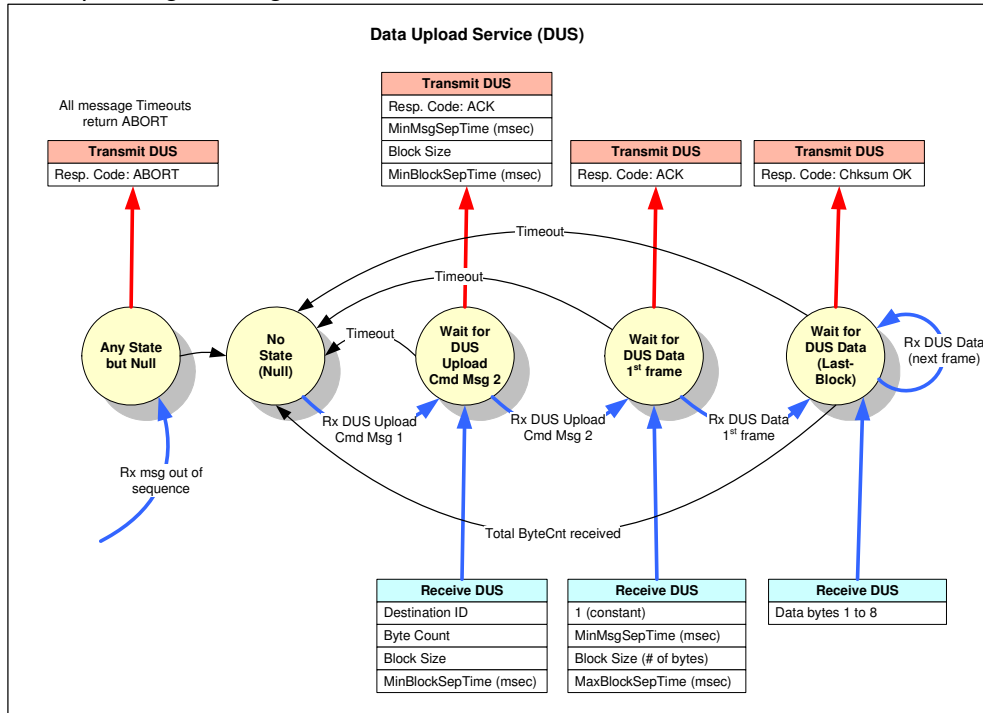 Data Upload Service (DUS)
All message Timeouts
return ABORT
Transmit DUS
Resp. Code: ABORT
Transmit DUS
Resp. Code: ACK
MinMsgSepTime (msec)
Block Size
MinBlockSepTime (msec)
Transmit DUS
Resp. Code: ACK
Transmit DUS
Resp. Code: Chksum OK
Timeout
Timeout
Timeout
Any State
but Null
No
State
(Null)
Wait for
DUS
Upload
Cmd Msg 2
Wait for
DUS Data
1st frame
Wait for
DUS Data
(Last-
Block)
Rx DUS Data
(next frame)
Rx DUS Upload
Cmd Msg 1
Rx DUS Upload
Cmd Msg 2
Rx DUS Data
1st frame
Rx msg out of
sequence
Total ByteCnt received
Receive DUS
Destination ID
Byte Count
Block Size
MinBlockSepTime (msec)
Receive DUS
1 (constant)
MinMsgSepTime (msec)
Block Size (# of bytes)
MaxBlockSepTime (msec)
Receive DUS
Data bytes 1 to 8